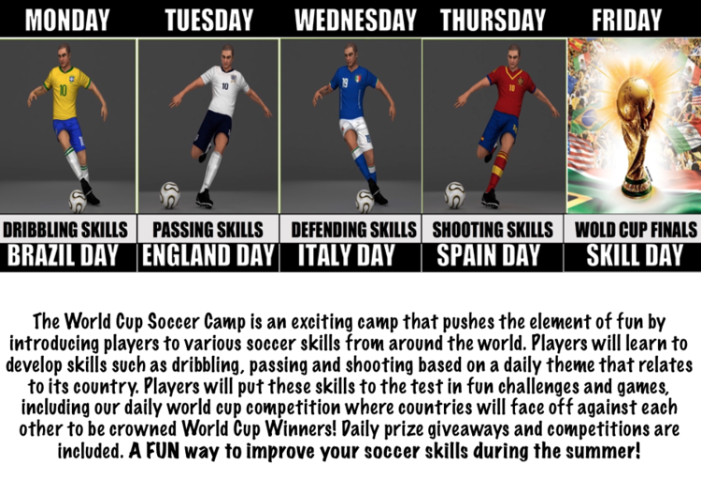 MONDAY TUESDAY WEDNESDAY THURSDAY FRIDAY
10 10 19 10
DRIBBLING SKILLS PASSING SKILLS DEFENDING SKILLS SHOOTING SKILLS WOLD CUP FINALS
BRAZIL DAY ENGLAND DAY ITALY DAY SPAIN DAY SKILL DAY
The World Cup Soccer Camp is an exciting camp that pushes the element of fun by
introducing players to various soccer skills from around the world. Players will learn to
develop skills such as dribbling, passing and shooting based on a daily theme that relates
to its country. Players will put these skills to the test in fun challenges and games,
including our daily world cup competition where countries will face off against each
other to be crowned World Cup Winners! Daily prize giveaways and competitions are
included. A FUN way to improve your soccer skills during the summer!